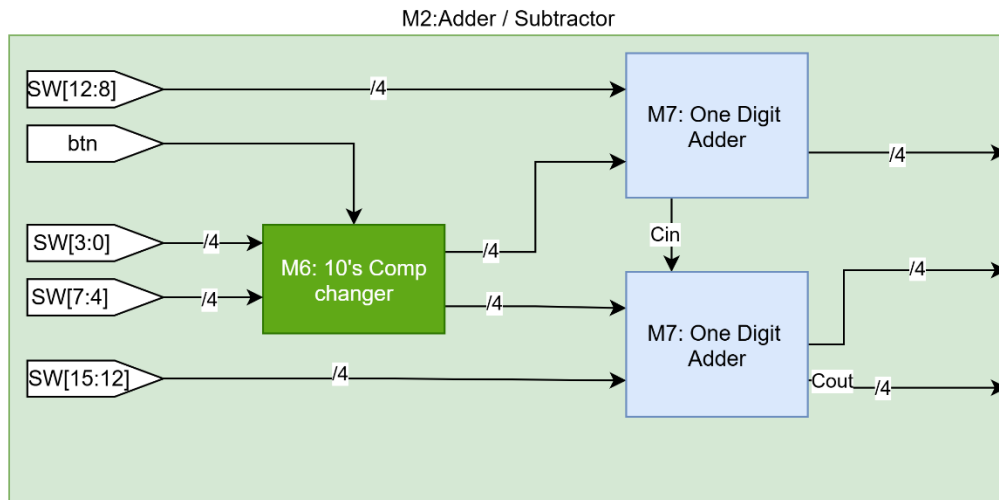 M2:Adder / Subtractor
SW[12:8]
/4
M7: One Digit
Adder
btn
/4
/4
Cin
SW[3:0]
/4
M6: 10's Comp
changer
/4
SW[7:4]
/4
/4
M7: One Digit
Adder
/4
SW[15:12]
/4
Cout
/4